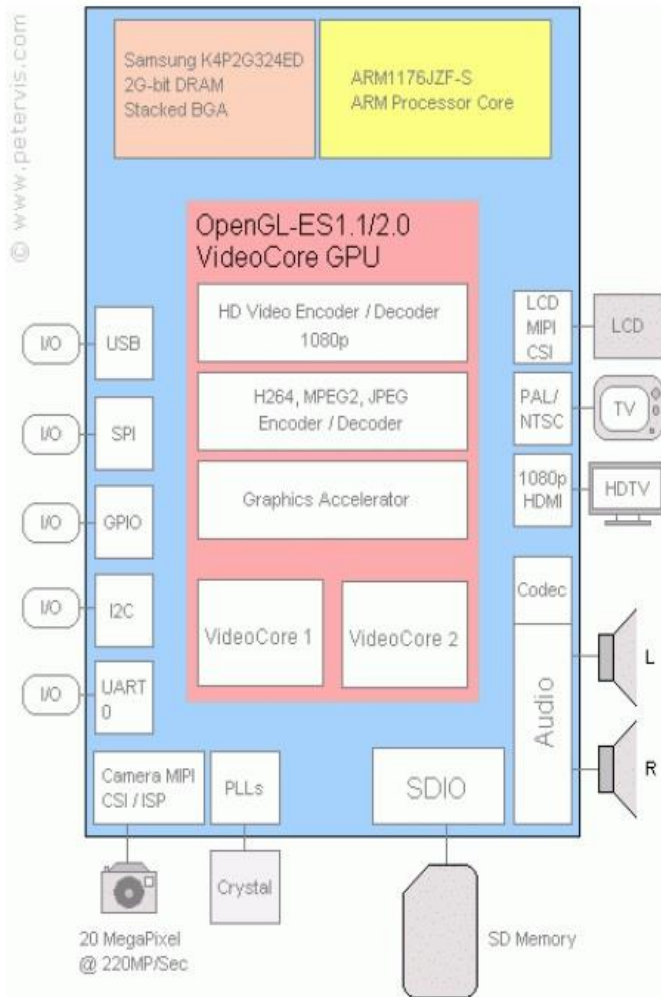 © www.petervis.com
Samsung K4P2G324ED
2G-bit DRAM
Stacked BGA
ARM1176JZF-S
ARM Processor Core
OpenGL-ES1.1/2.0
VideoCore GPU
HD Video Encoder / Decoder
1080p
H264, MPEG2, JPEG
Encoder / Decoder
Graphics Accelerator
VideoCore 1
VideoCore 2
I/O
USB
I/O
SPI
I/O
GPIO
I/O
I2C
I/O
UART
0
LCD
MIPI
CSI
LCD
PAL/
NTSC
TV
1080p
HDMI
HDTV
Codec
Audio
L
R
Camera MIPI
CSI / ISP
PLLs
SDIO
Crystal
20 MegaPixel
@ 220MP/Sec
SD Memory